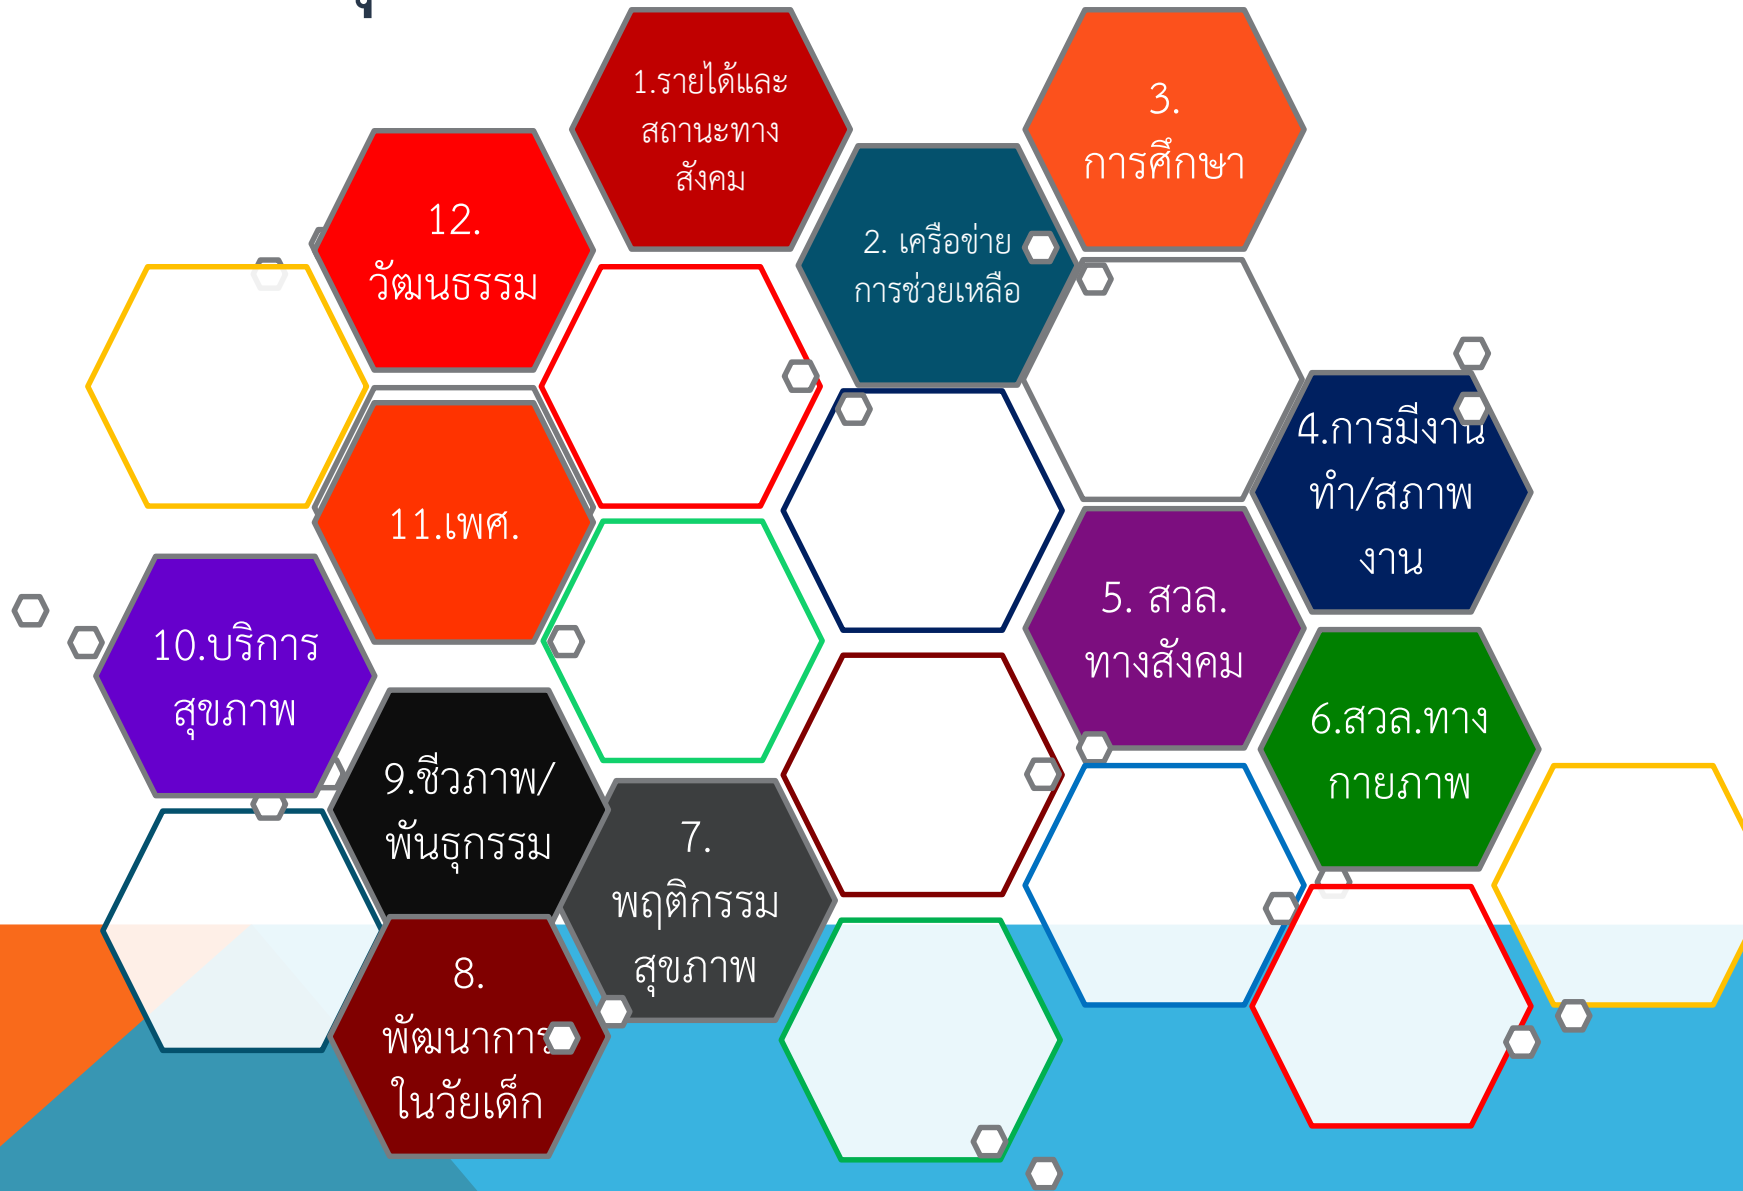 1.รายได้และ
สถานะทาง
สังคม
2. เครือข่าย
การช่วยเหลือ
3.
การศึกษา
4.การมีงาน
ทำ/สภาพ
งาน
5. สวล.
ทางสังคม
6.สวล.ทาง
กายภาพ
7.
พฤติกรรม
สุขภาพ
8.
พัฒนาการ
ในวัยเด็ก
9.ชีวภาพ/
พันธุกรรม
10.บริการ
สุขภาพ
11.เพศ.
12.
วัฒนธรรม